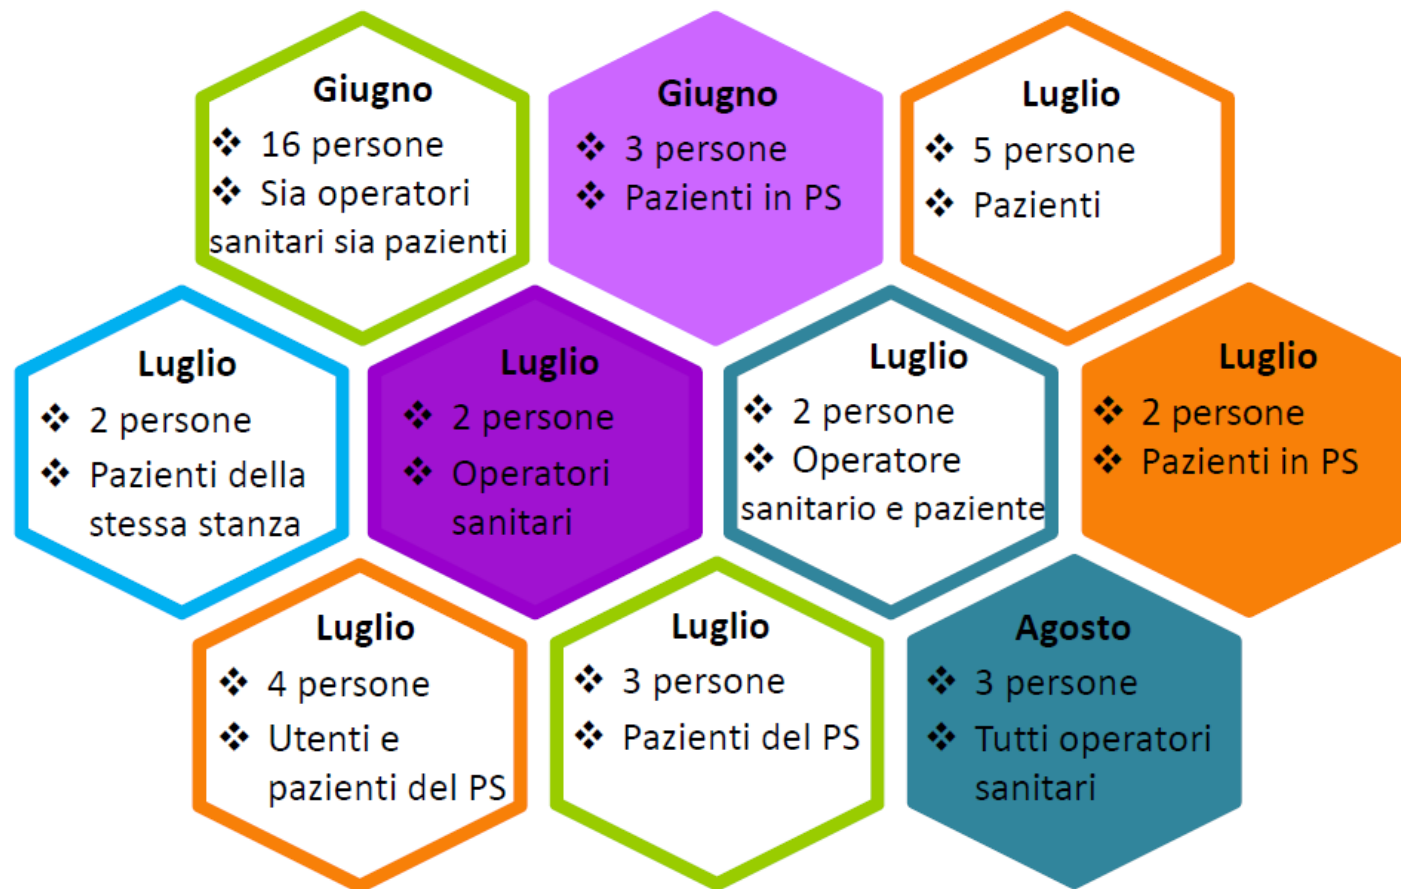 Giugno
❖ 16 persone
❖ Sia operatori
sanitari sia pazienti
Giugno
❖ 3 persone
❖ Pazienti in PS
Luglio
❖ 5 persone
❖ Pazienti
Luglio
❖ 2 persone
❖ Pazienti della
stessa stanza
Luglio
❖ 2 persone
❖ Operatori
sanitari
Luglio
❖ 2 persone
❖ Operatore
sanitario e paziente
Luglio
❖ 2 persone
❖ Pazienti in PS
Luglio
❖ 4 persone
❖ Utenti e
pazienti del PS
Luglio
❖ 3 persone
❖ Pazienti del PS
Agosto
❖ 3 persone
❖ Tutti operatori
sanitari